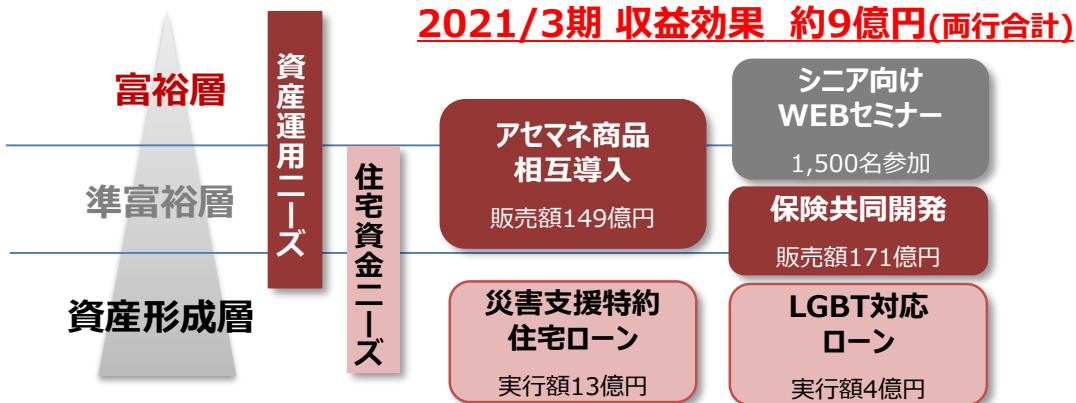 2021/3期 収益効果 約9億円(両行合計)
富裕層
準富裕層
資産形成層
資産運用ニーズ
住宅資金ニーズ
アセマネ商品
相互導入
販売額149億円
シニア向け
WEBセミナー
1,500名参加
保険共同開発
販売額171億円
災害支援特約
住宅ローン
実行額13億円
LGBT対応
ローン
実行額4億円